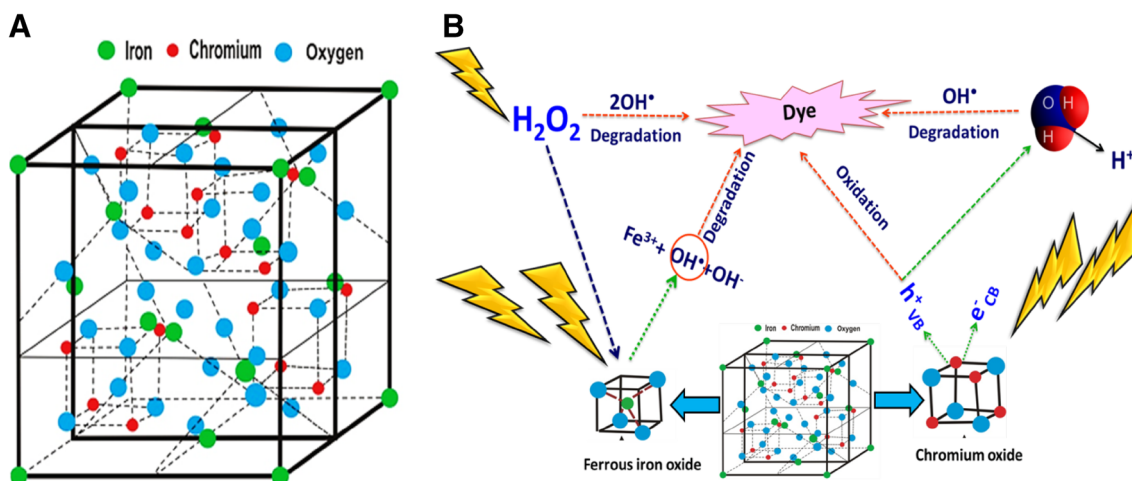 A
Iron Chromium Oxygen
B
H₂O₂
2OH•
Degradation
Dye
OH•
Degradation
O H
H
H⁺
Degradation
Oxidation
Fe³⁺+ OH•+OH⁻
h⁺VB
e⁻CB
Iron Chromium Oxygen
Ferrous iron oxide
Chromium oxide